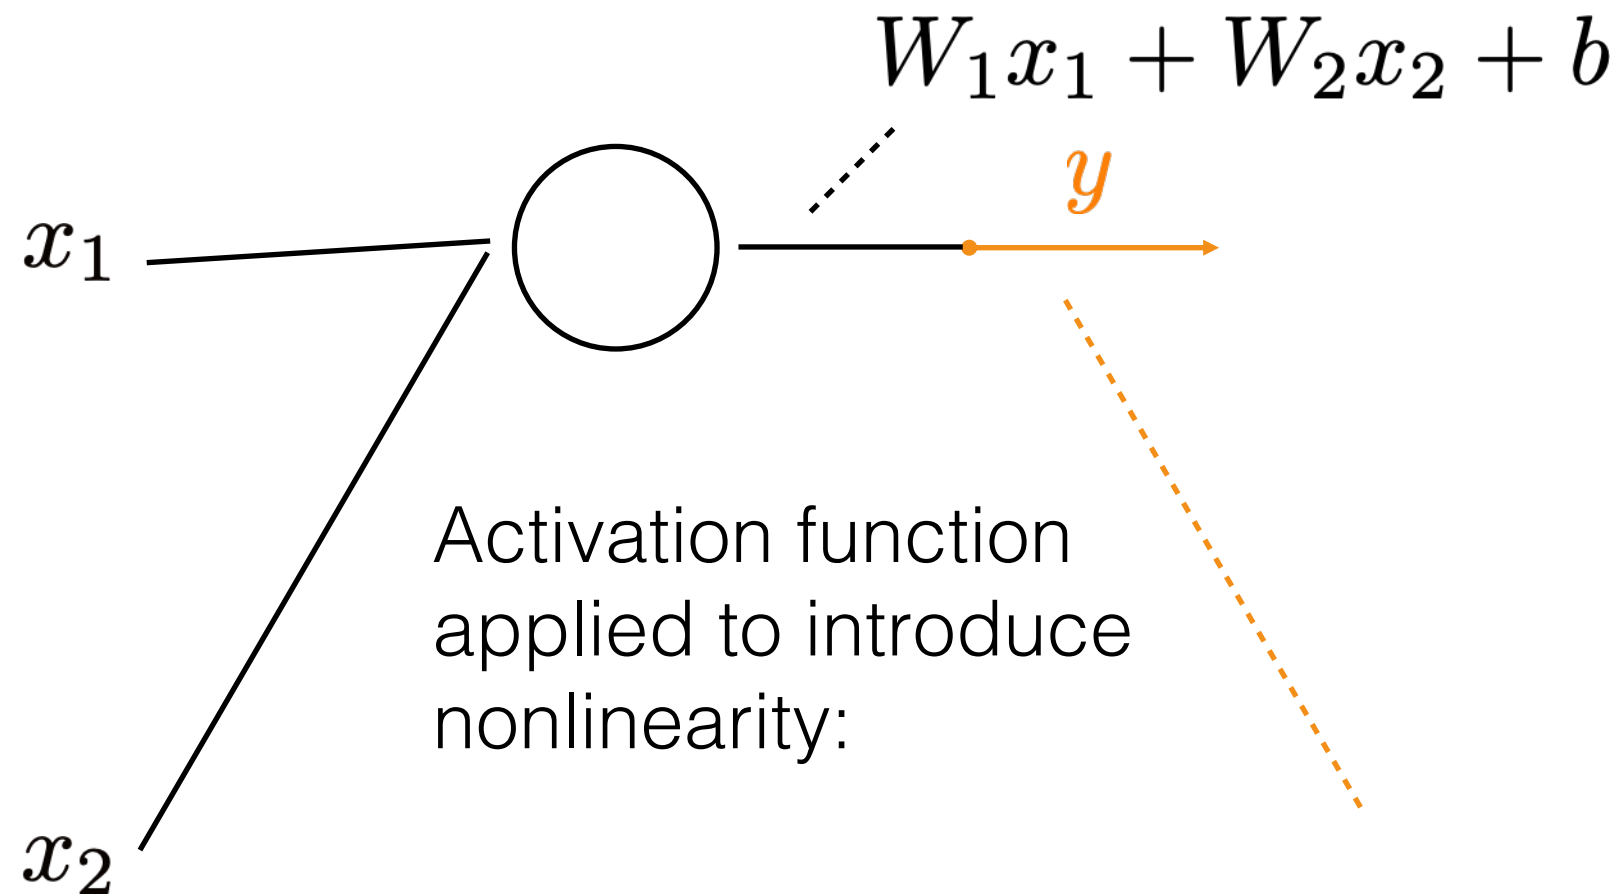 W₁x₁ + W₂x₂ + b
y
x₁
Activation function
applied to introduce
nonlinearity:
x₂